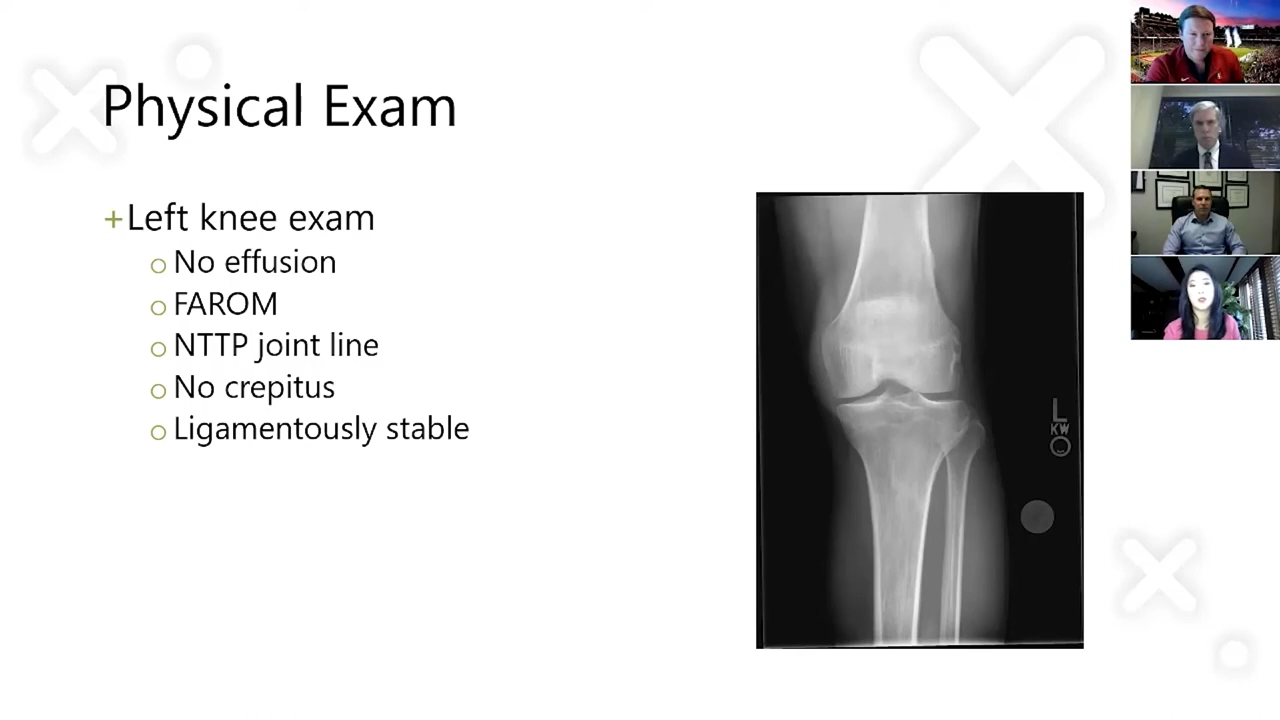 Physical Exam
+Left knee exam
o No effusion
o FAROM
o NTTP joint line
o No crepitus
o Ligamentously stable
L
KW